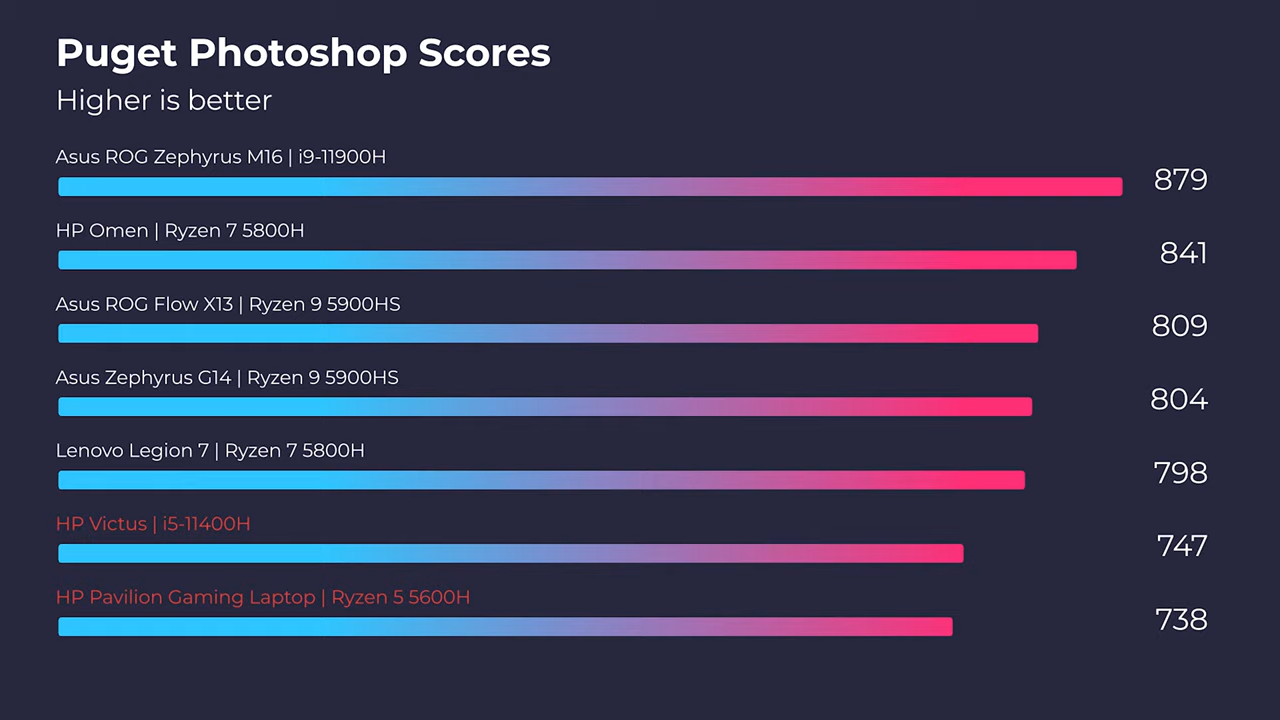 Puget Photoshop Scores
Higher is better
Asus ROG Zephyrus M16 | i9-11900H
879
HP Omen | Ryzen 7 5800H
841
Asus ROG Flow X13 | Ryzen 9 5900HS
809
Asus Zephyrus G14 | Ryzen 9 5900HS
804
Lenovo Legion 7 | Ryzen 7 5800H
798
HP Victus | i5-11400H
747
HP Pavilion Gaming Laptop | Ryzen 5 5600H
738